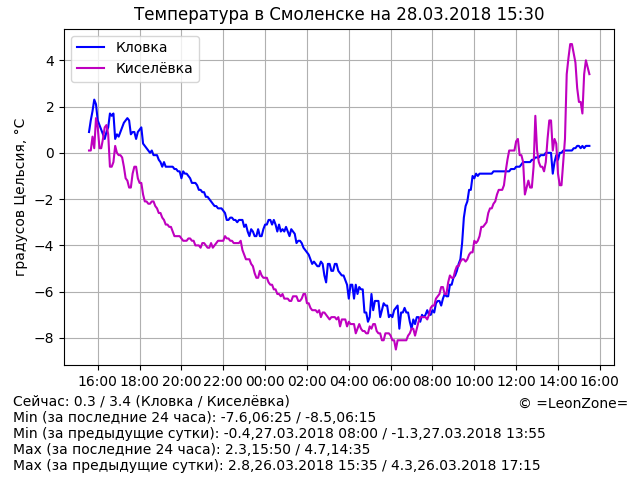 Температура в Смоленске на 28.03.2018 15:30
Кловка
Киселёвка
градусов Цельсия, °C
4
2
0
−2
−4
−6
−8
16:00 18:00 20:00 22:00 00:00 02:00 04:00 06:00 08:00 10:00 12:00 14:00 16:00
Сейчас: 0.3 / 3.4 (Кловка / Киселёвка)
© =LeonZone=
Min (за последние 24 часа): -7.6,06:25 / -8.5,06:15
Min (за предыдущие сутки): -0.4,27.03.2018 08:00 / -1.3,27.03.2018 13:55
Max (за последние 24 часа): 2.3,15:50 / 4.7,14:35
Max (за предыдущие сутки): 2.8,26.03.2018 15:35 / 4.3,26.03.2018 17:15